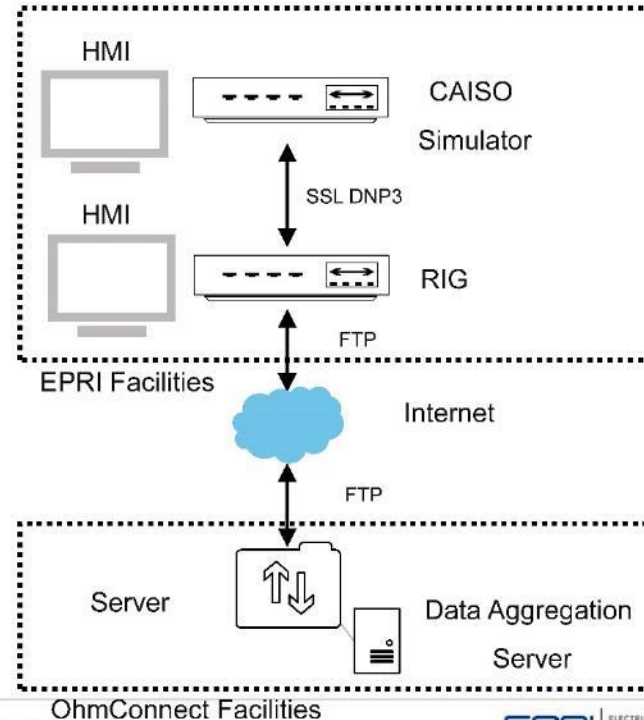 HMI
CAISO
Simulator
SSL DNP3
HMI
RIG
FTP
EPRI Facilities
Internet
FTP
Server
Data Aggregation
Server
OhmConnect Facilities